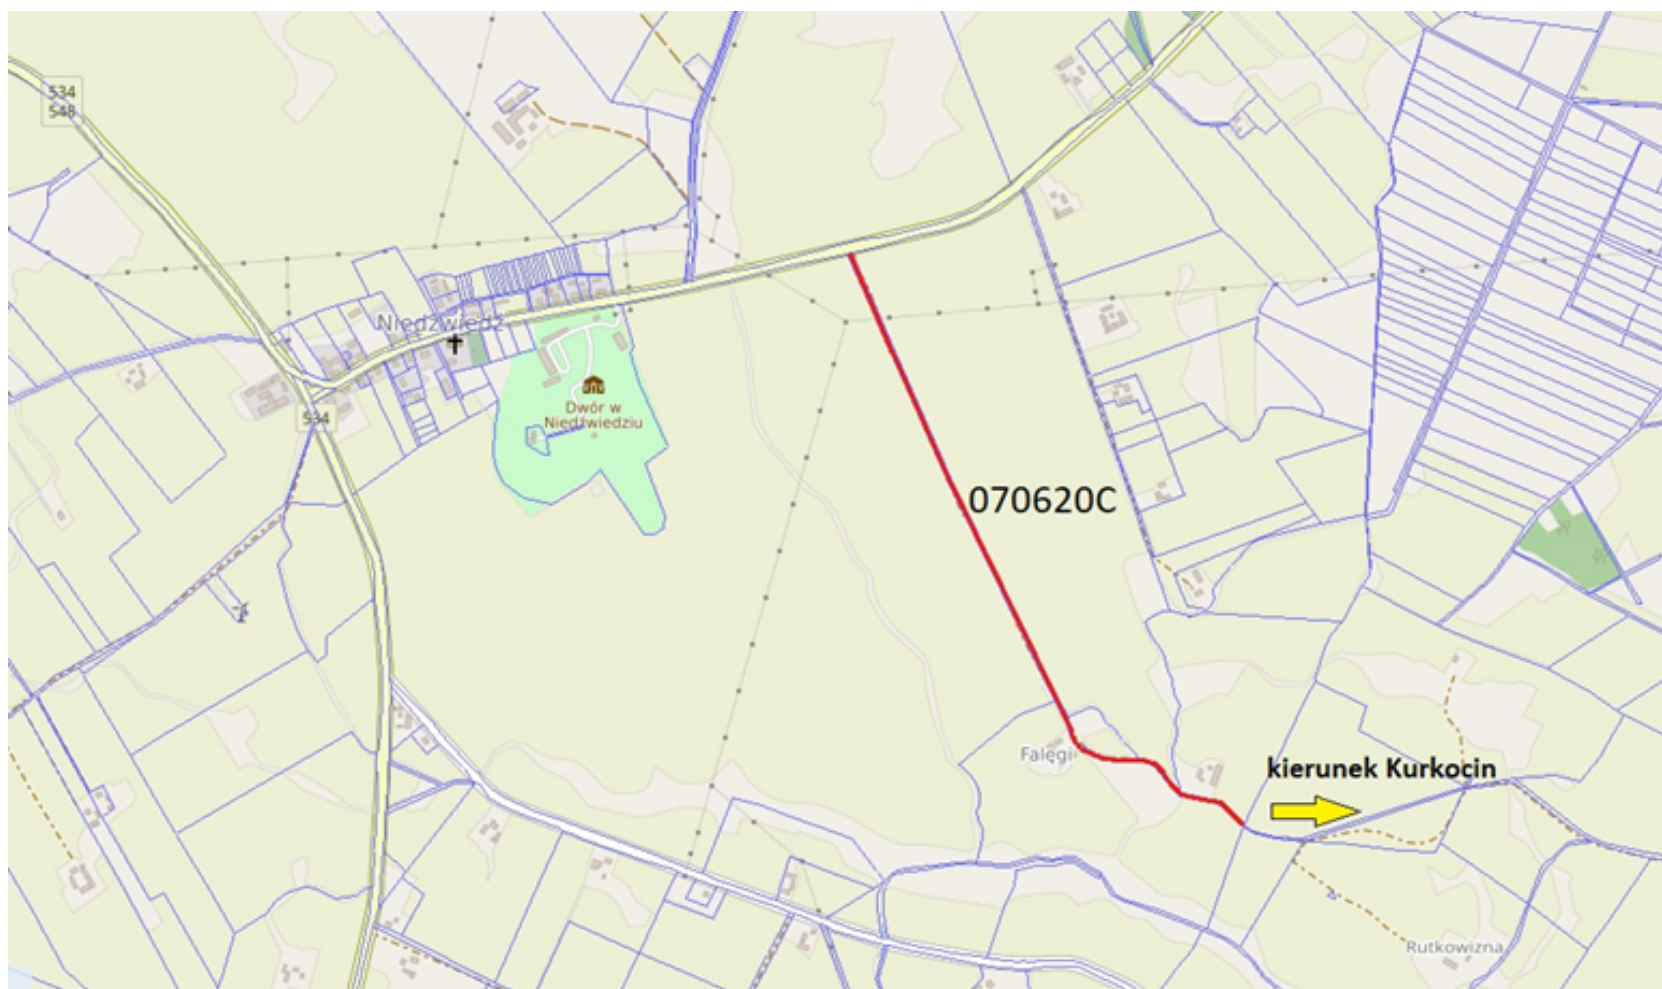 534
548
Niedźwiedź
534
Dwór w
Niedźwiedziu
070620C
Falęgi
kierunek Kurkocin
Rutkowizna